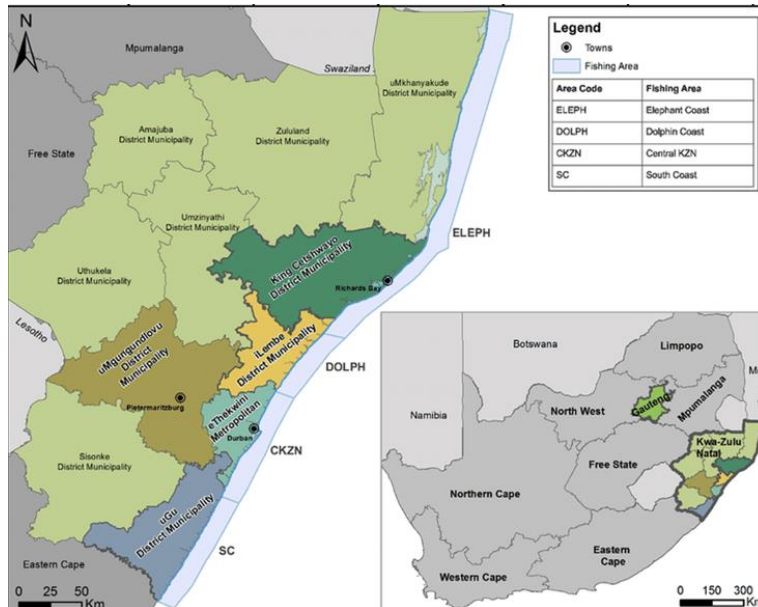 N
Mpumalanga
Swaziland
uMkhanyakude
District Municipality
Amajuba
District Municipality
Zululand
District Municipality
Free State
Umzinyathi
District Municipality
Uthukela
District Municipality
King Cetshwayo
District Municipality
Richards Bay
ELEPH
Lesotho
uMgungundlovu
District
Municipality
iLembe
District Municipality
DOLPH
Pietermaritzburg
eThekwini
Metropolitan
Durban
CKZN
Sisonke
District Municipality
uGu
District Municipality
SC
Eastern Cape
0 25 50
Km
Legend
Towns
Fishing Area
Area Code Fishing Area
ELEPH Elephant Coast
DOLPH Dolphin Coast
CKZN Central KZN
SC South Coast
Botswana
Limpopo
Namibia
North West
Gauteng
Mpumalanga
Kwa-Zulu
Natal
Free State
Northern Cape
Eastern Cape
Western Cape
0 150 300
Km